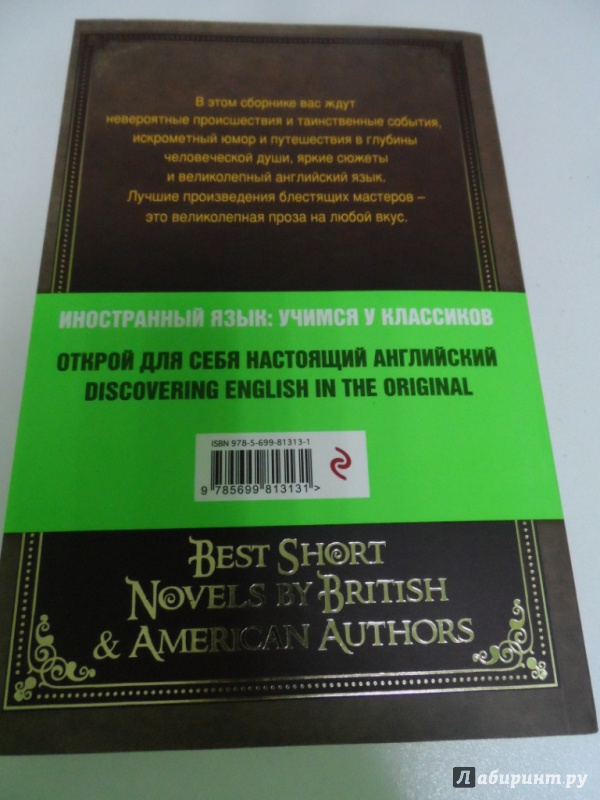 В этом сборнике вас ждут
невероятные происшествия и таинственные события,
искрометный юмор и путешествия в глубины
человеческой души, яркие сюжеты
и великолепный английский язык.
Лучшие произведения блестящих мастеров –
это великолепная проза на любой вкус.
ИНОСТРАННЫЙ ЯЗЫК: УЧИМСЯ У КЛАССИКОВ
ОТКРОЙ ДЛЯ СЕБЯ НАСТОЯЩИЙ АНГЛИЙСКИЙ
DISCOVERING ENGLISH IN THE ORIGINAL
ISBN 978-5-699-81313-1
9 785699 813131>
BEST SHORT
NOVELS BY BRITISH
& AMERICAN AUTHORS
Лабиринт.ру